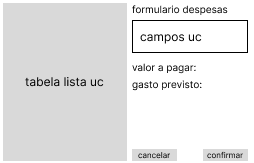 tabela lista uc
formulario despesas
campos uc
valor a pagar:
gasto previsto:
cancelar
confirmar